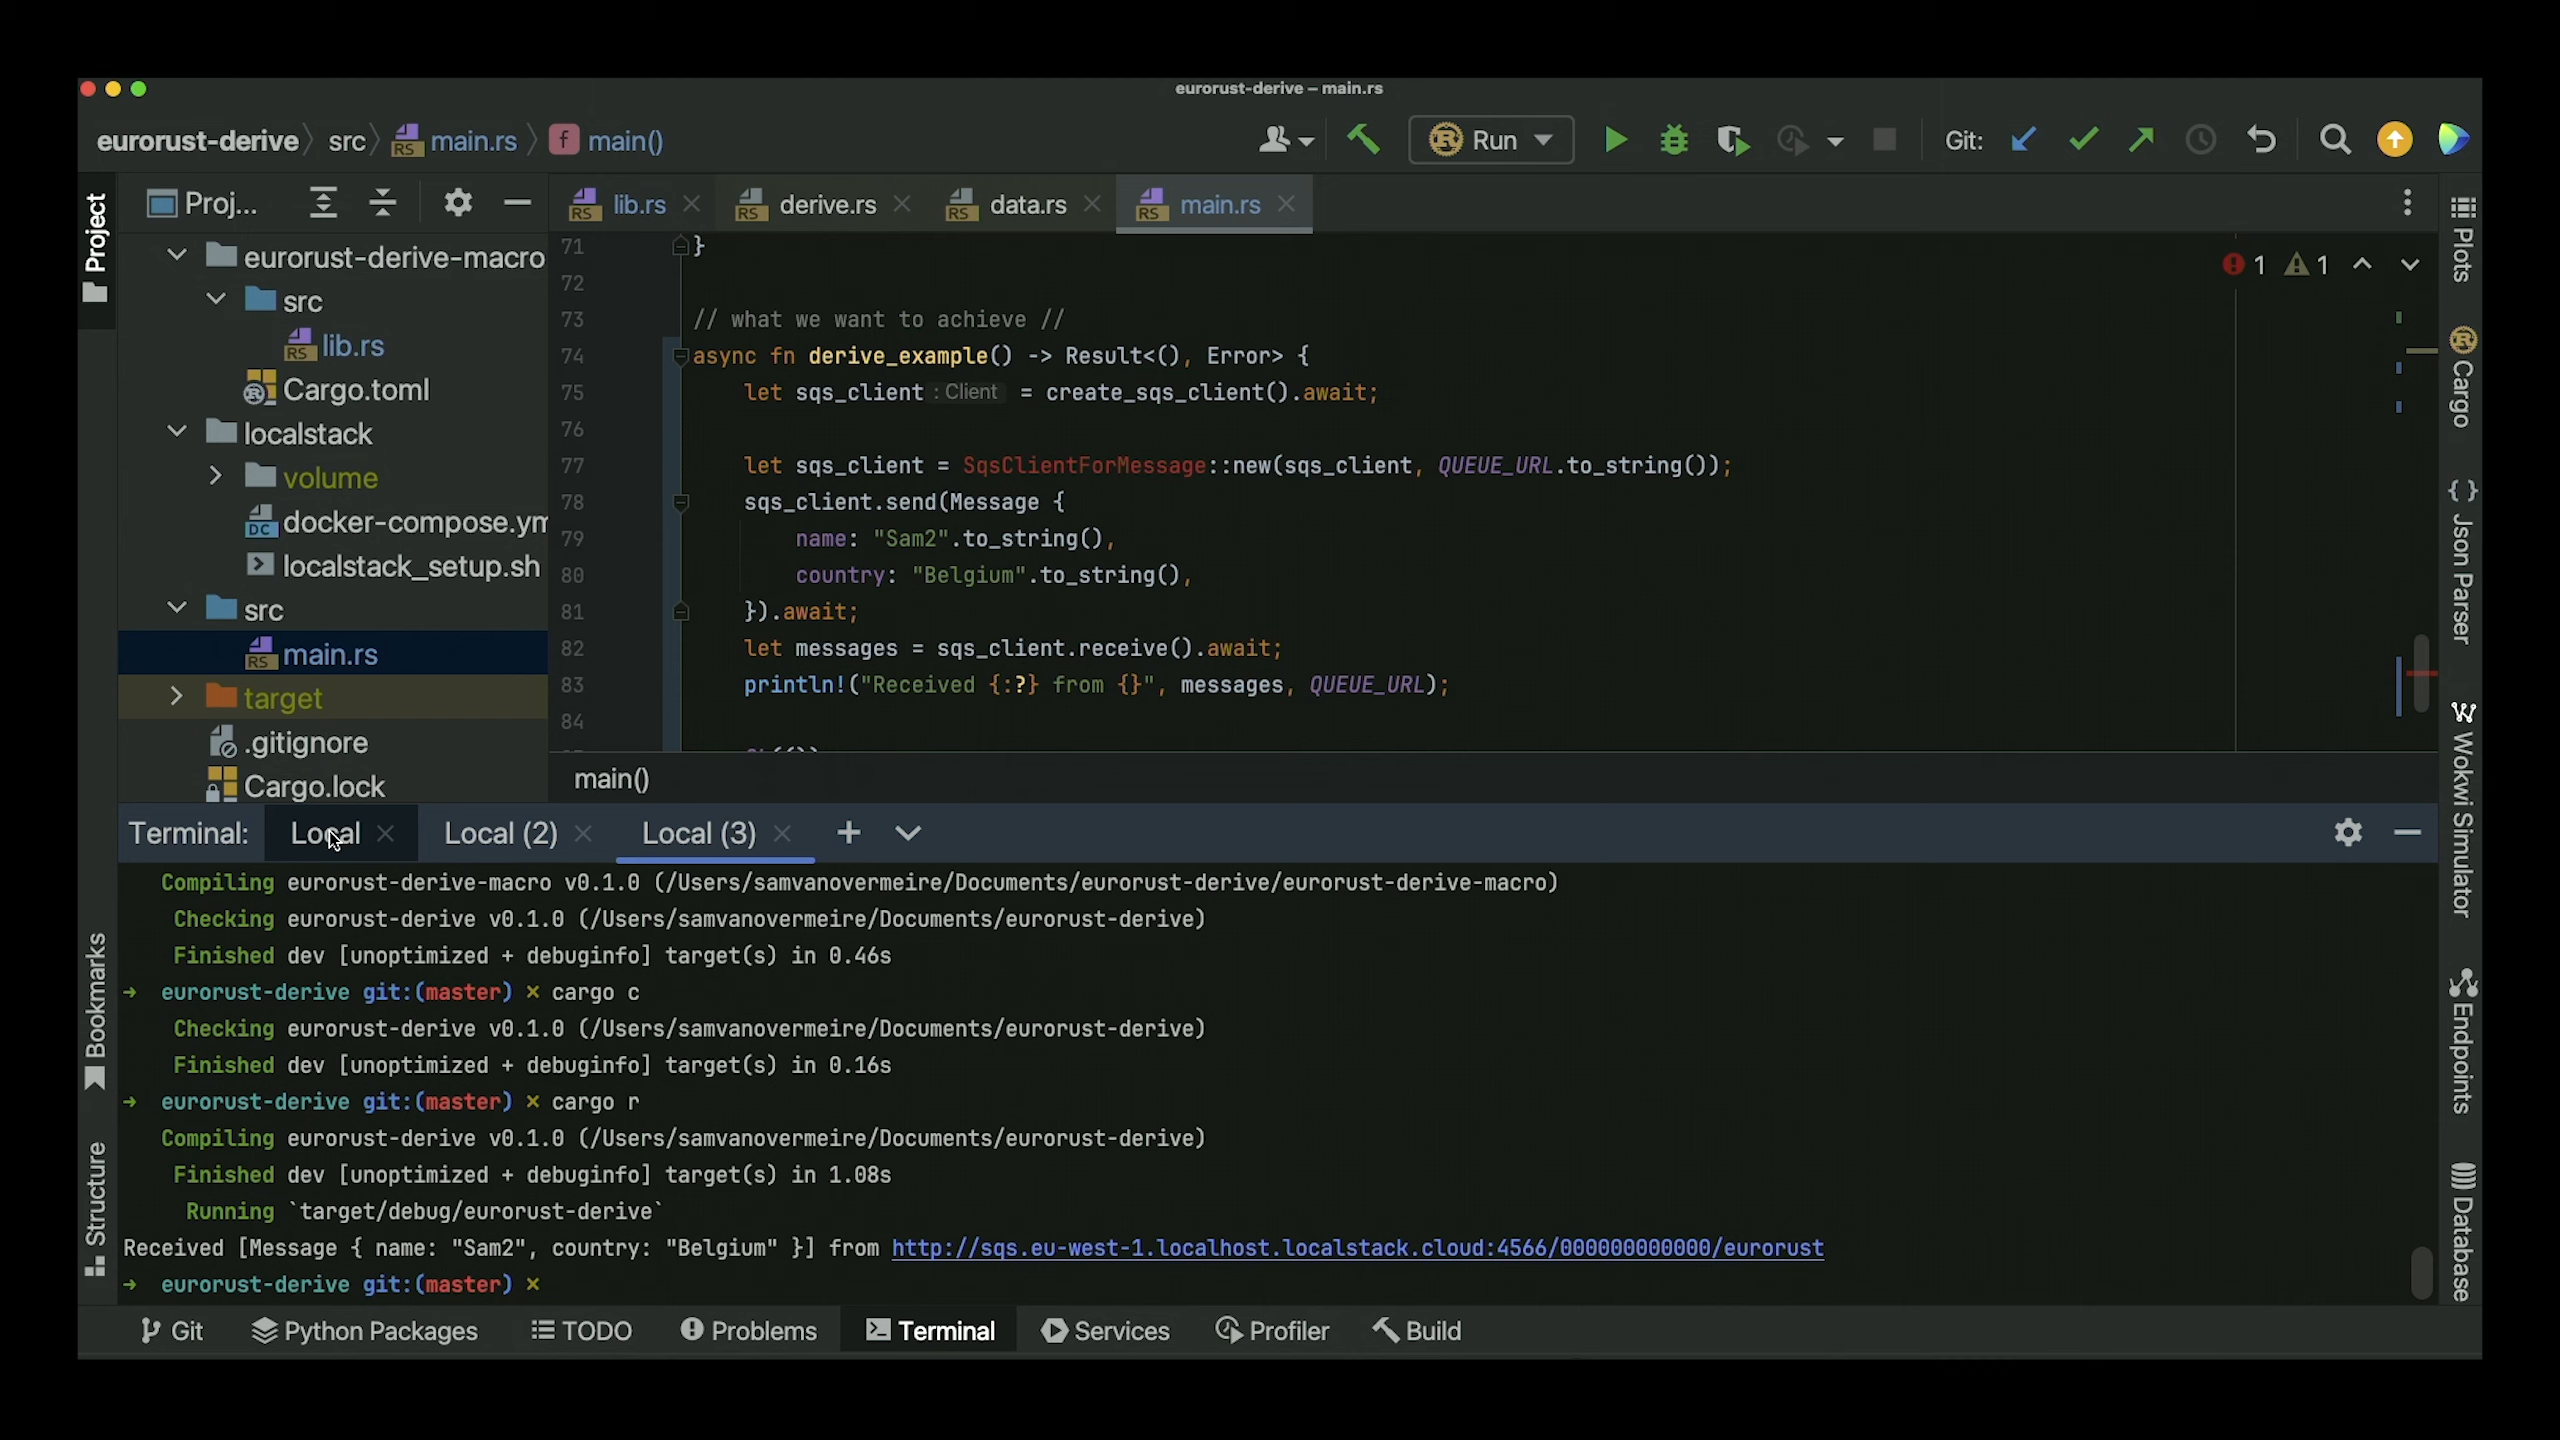 eurorust-derive – main.rs
eurorust-derive src main.rs main()
Run Git:
Project
Proj...
lib.rs derive.rs data.rs main.rs
eurorust-derive-macro
src
lib.rs
Cargo.toml
localstack
volume
docker-compose.ym
localstack_setup.sh
src
main.rs
target
.gitignore
Cargo.lock
1 1
71 }
72
73 // what we want to achieve //
74 async fn derive_example() -> Result<(), Error> {
75 let sqs_client : Client = create_sqs_client().await;
76
77 let sqs_client = SqsClientForMessage::new(sqs_client, QUEUE_URL.to_string());
78 sqs_client.send(Message {
79 name: "Sam2".to_string(),
80 country: "Belgium".to_string(),
81 }).await;
82 let messages = sqs_client.receive().await;
83 println!("Received {:?} from {}", messages, QUEUE_URL);
84
main()
Plots
Cargo
Json Parser
Wokwi Simulator
Endpoints
Database
Bookmarks
Structure
Terminal: Local Local (2) Local (3)
Compiling eurorust-derive-macro v0.1.0 (/Users/samvanovermeire/Documents/eurorust-derive/eurorust-derive-macro)
Checking eurorust-derive v0.1.0 (/Users/samvanovermeire/Documents/eurorust-derive)
Finished dev [unoptimized + debuginfo] target(s) in 0.46s
→ eurorust-derive git:(master) × cargo c
Checking eurorust-derive v0.1.0 (/Users/samvanovermeire/Documents/eurorust-derive)
Finished dev [unoptimized + debuginfo] target(s) in 0.16s
→ eurorust-derive git:(master) × cargo r
Compiling eurorust-derive v0.1.0 (/Users/samvanovermeire/Documents/eurorust-derive)
Finished dev [unoptimized + debuginfo] target(s) in 1.08s
Running `target/debug/eurorust-derive`
Received [Message { name: "Sam2", country: "Belgium" }] from http://sqs.eu-west-1.localhost.localstack.cloud:4566/000000000000/eurorust
→ eurorust-derive git:(master) ×
Git Python Packages TODO Problems Terminal Services Profiler Build